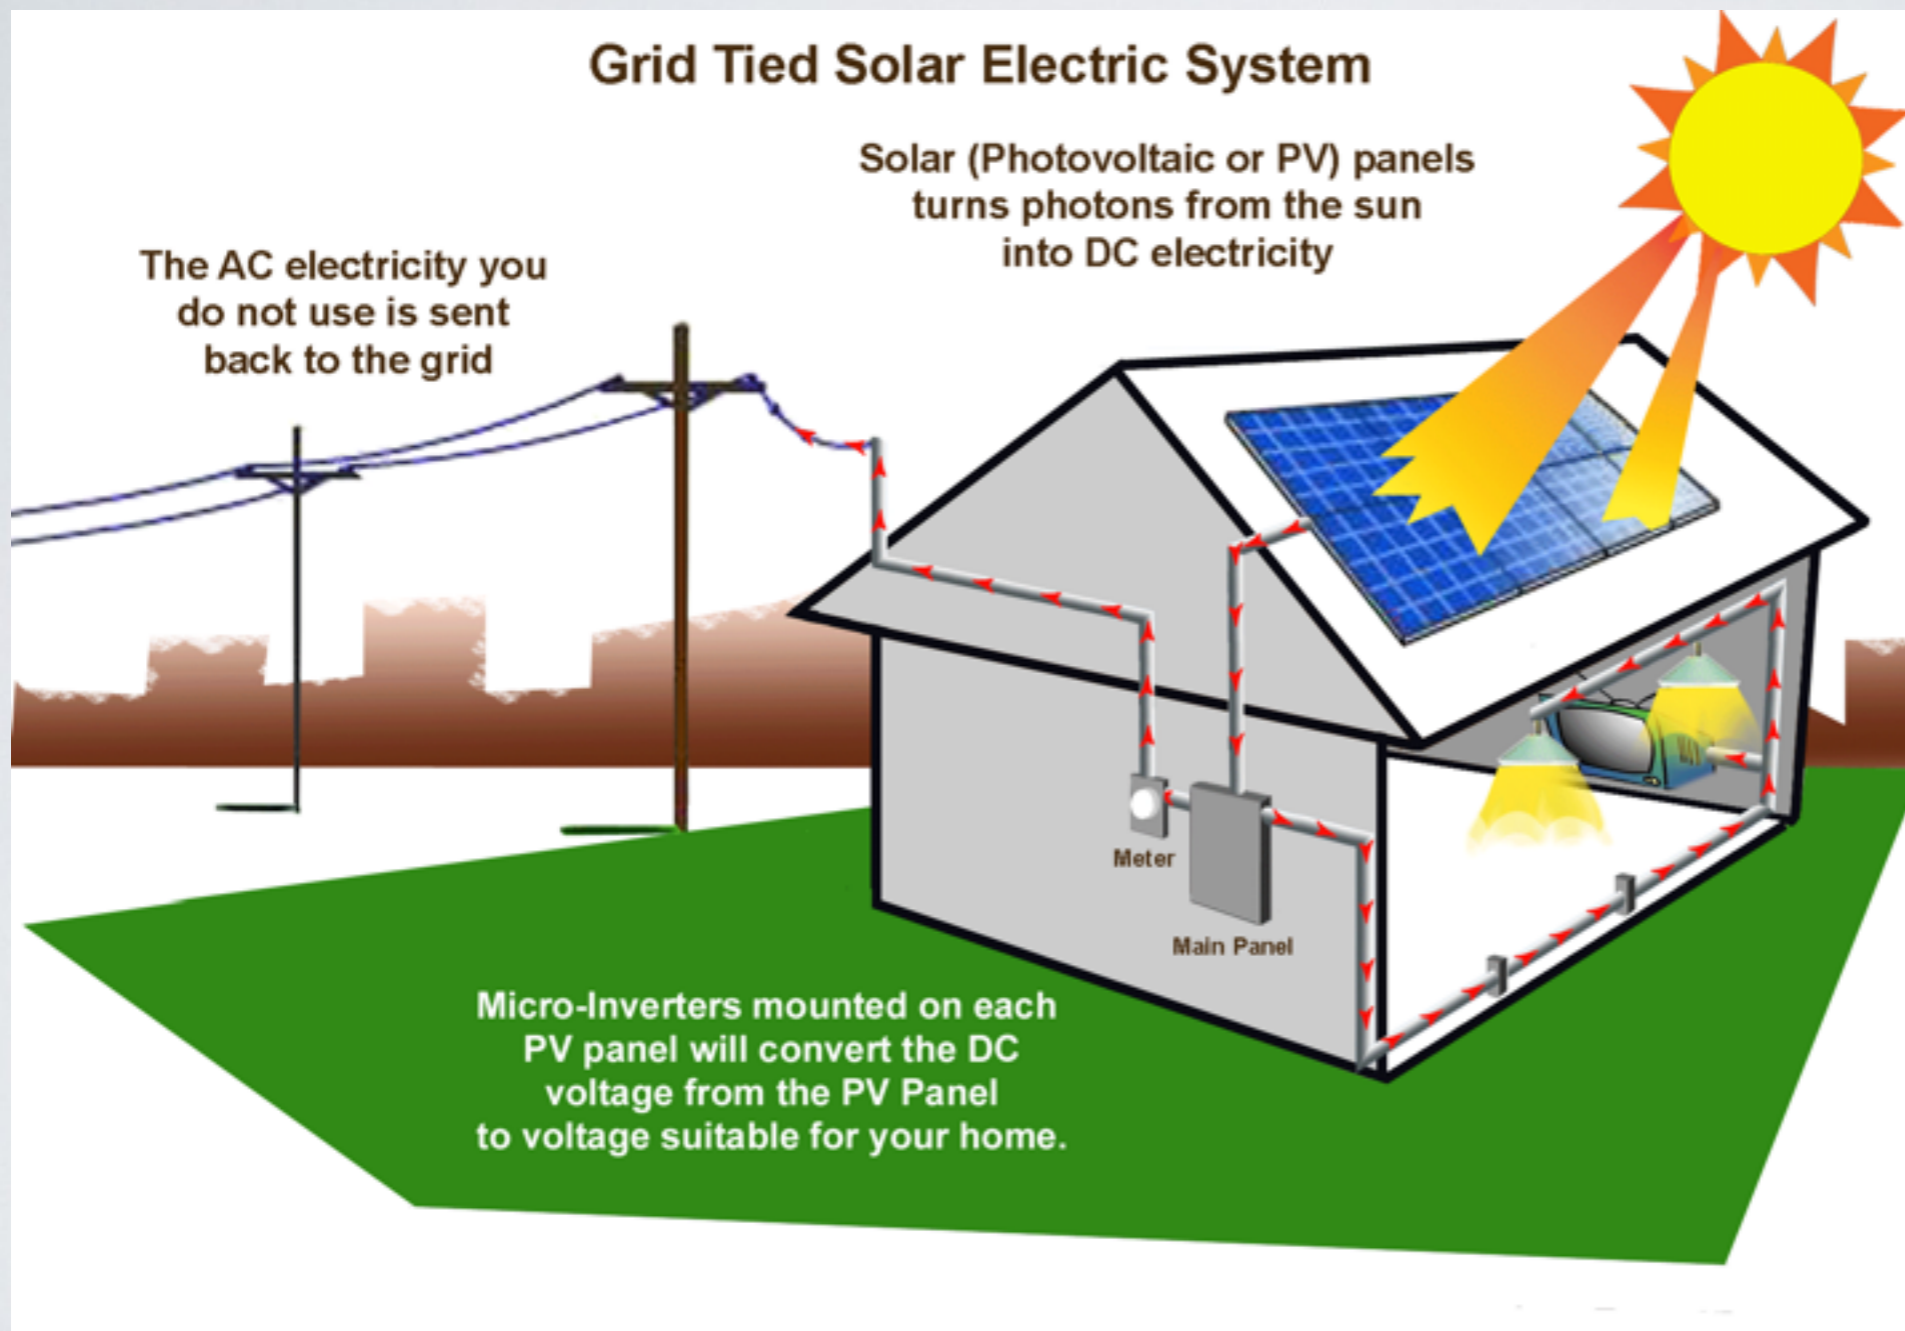 Grid Tied Solar Electric System
Solar (Photovoltaic or PV) panels
turns photons from the sun
into DC electricity
The AC electricity you
do not use is sent
back to the grid
Meter
Main Panel
Micro-Inverters mounted on each
PV panel will convert the DC
voltage from the PV Panel
to voltage suitable for your home.